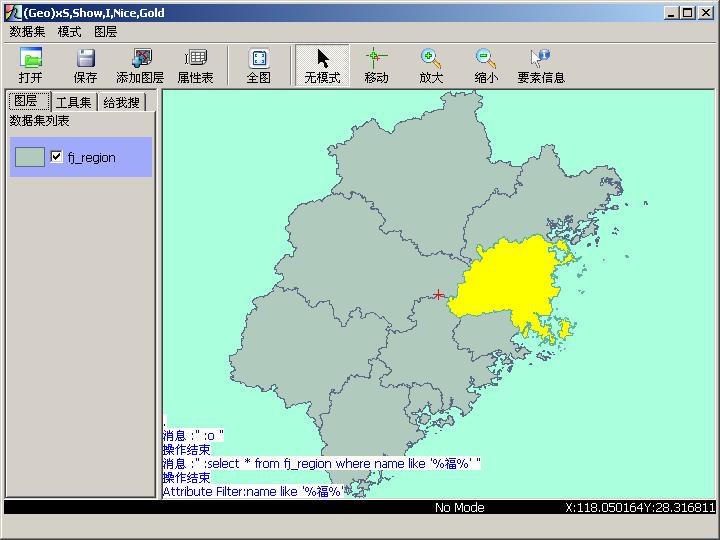 (Geo)xS,Show,I,Nice,Gold
数据集 模式 图层
打开 保存 添加图层 属性表 全图 无模式 移动 放大 缩小 要素信息
图层 工具集 给我搜
数据集列表
fj_region
.
消息 :" :o "
操作结束
消息 :" :select * from fj_region where name like '%福%' "
操作结束
Attribute Filter:name like '%福%'
No Mode X:118.050164Y:28.316811